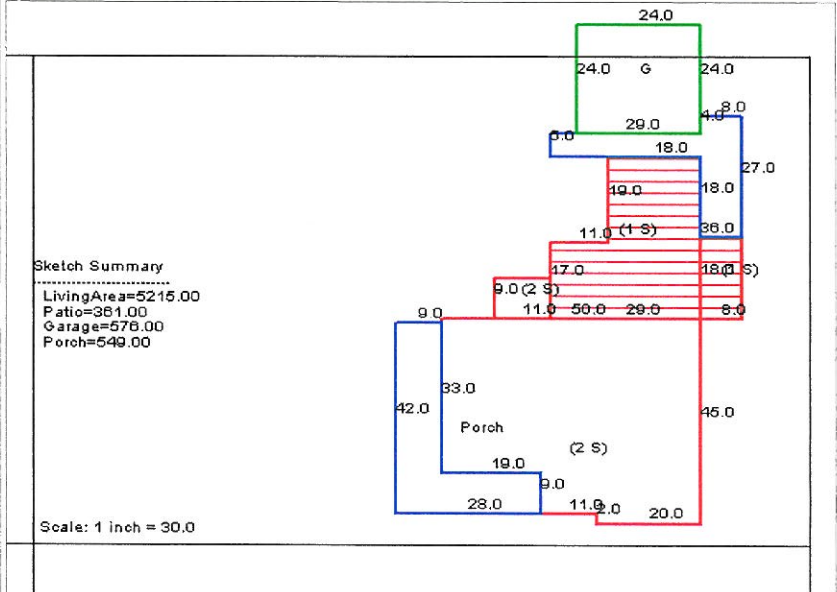 24.0
24.0 G 24.0
4.0 8.0
29.0
5.0
18.0
27.0
19.0 18.0
11.0 (1 S) 36.0
Sketch Summary
17.0 18.0 S)
LivingArea=5215.00
9.0 (2 S)
Patio=361.00
9.0 11.0 50.0 29.0 8.0
Garage=576.00
Porch=549.00
33.0
42.0 45.0
Porch
(2 S)
19.0
9.0
28.0 11.0 2.0 20.0
Scale: 1 inch = 30.0